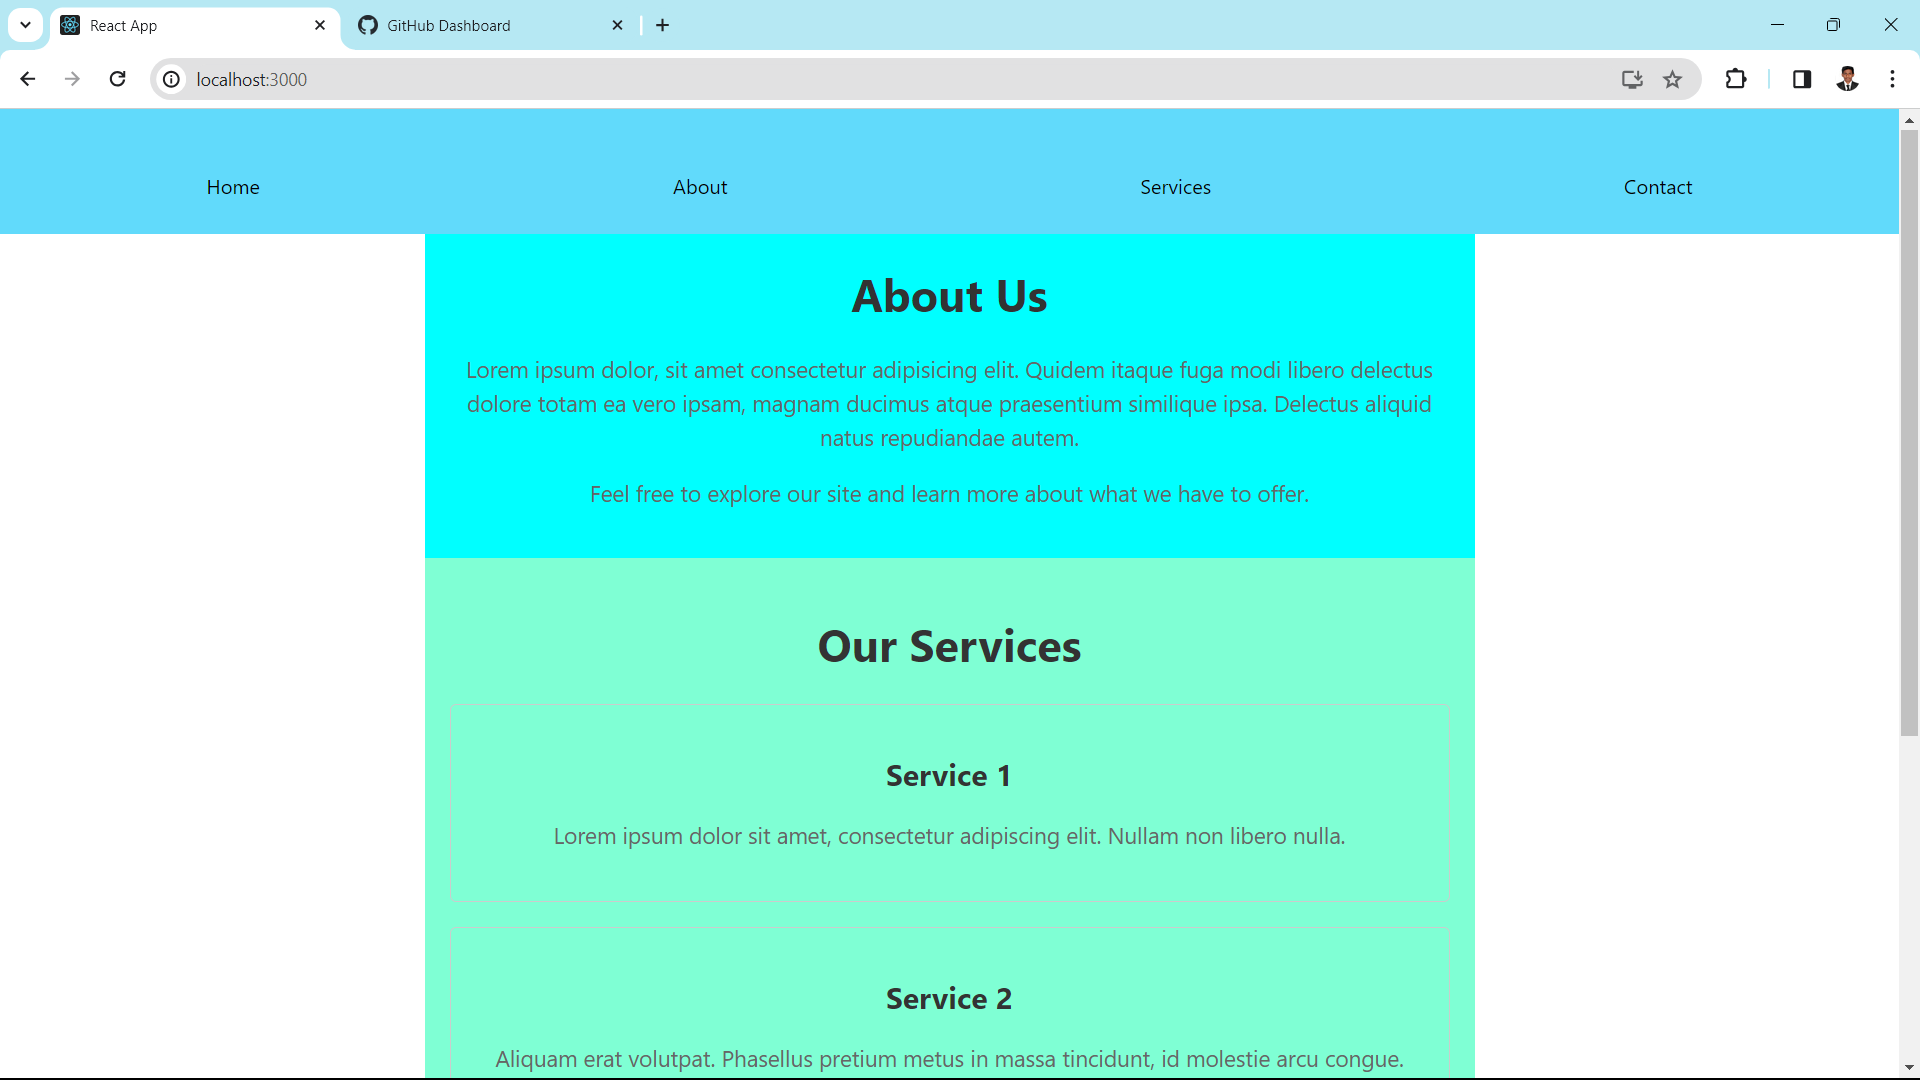 React App
GitHub Dashboard
localhost:3000
Home
About
Services
Contact
About Us
Lorem ipsum dolor, sit amet consectetur adipisicing elit. Quidem itaque fuga modi libero delectus
dolore totam ea vero ipsam, magnam ducimus atque praesentium similique ipsa. Delectus aliquid
natus repudiandae autem.
Feel free to explore our site and learn more about what we have to offer.
Our Services
Service 1
Lorem ipsum dolor sit amet, consectetur adipiscing elit. Nullam non libero nulla.
Service 2
Aliquam erat volutpat. Phasellus pretium metus in massa tincidunt, id molestie arcu congue.